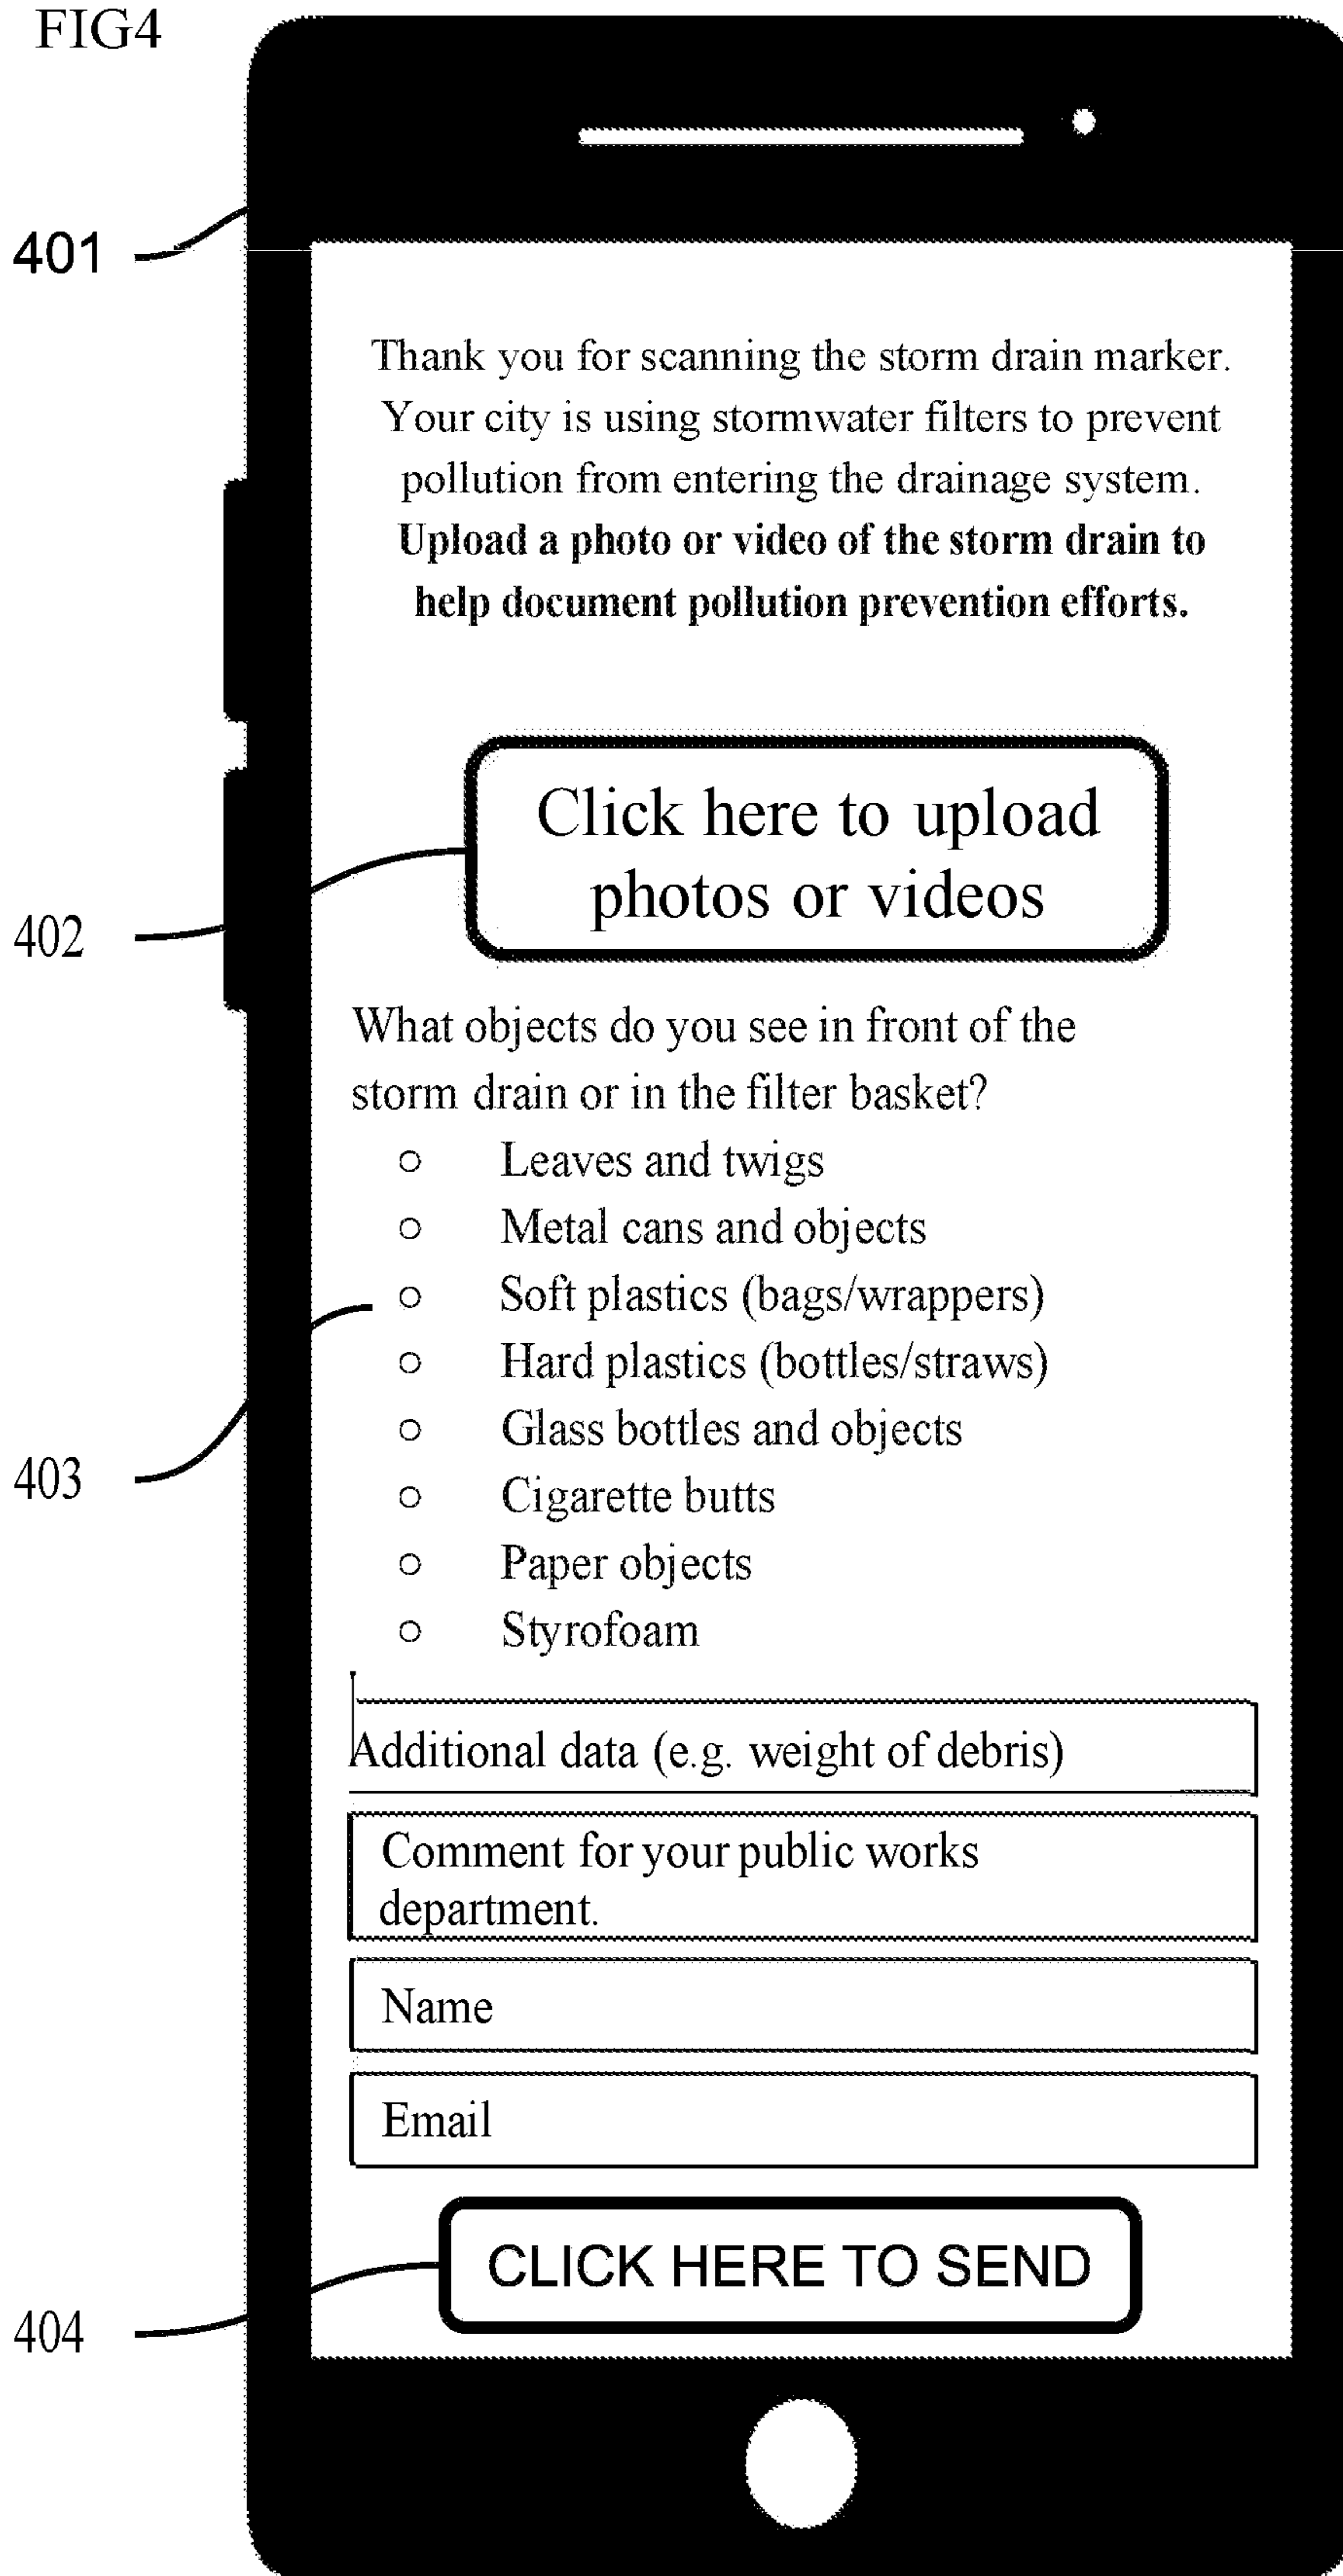 FIG4
401
Thank you for scanning the storm drain marker.
Your city is using stormwater filters to prevent
pollution from entering the drainage system.
Upload a photo or video of the storm drain to
help document pollution prevention efforts.
Click here to upload
photos or videos
402
What objects do you see in front of the
storm drain or in the filter basket?
Leaves and twigs
Metal cans and objects
Soft plastics (bags/wrappers)
Hard plastics (bottles/straws)
Glass bottles and objects
403
Cigarette butts
Paper objects
Styrofoam
Additional data (e.g. weight of debris)
Comment for your public works
department.
Name
Email
CLICK HERE TO SEND
404